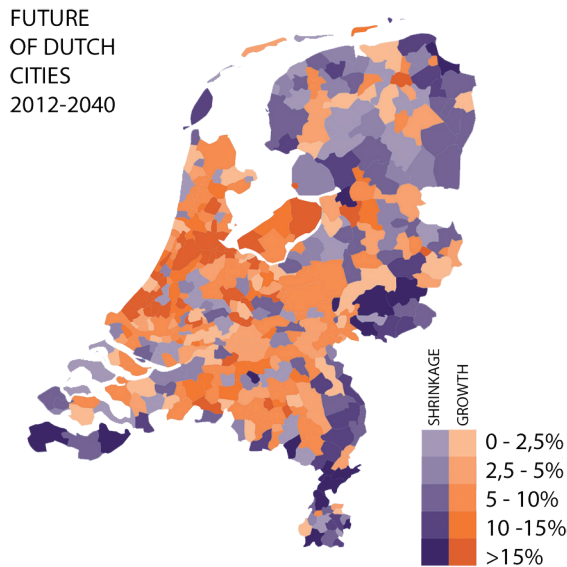 FUTURE
OF DUTCH
CITIES
2012-2040
SHRINKAGE
GROWTH
0 - 2,5%
2,5 - 5%
5 - 10%
10 -15%
>15%